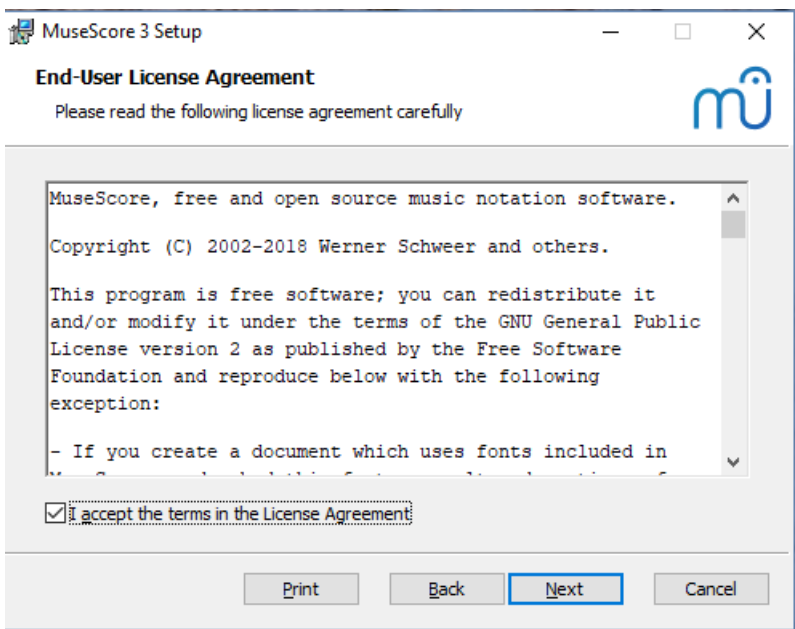 MuseScore 3 Setup
End-User License Agreement
Please read the following license agreement carefully
MuseScore, free and open source music notation software.
Copyright (C) 2002-2018 Werner Schweer and others.
This program is free software; you can redistribute it
and/or modify it under the terms of the GNU General Public
License version 2 as published by the Free Software
Foundation and reproduce below with the following
exception:
- If you create a document which uses fonts included in
I accept the terms in the License Agreement
Print Back Next Cancel